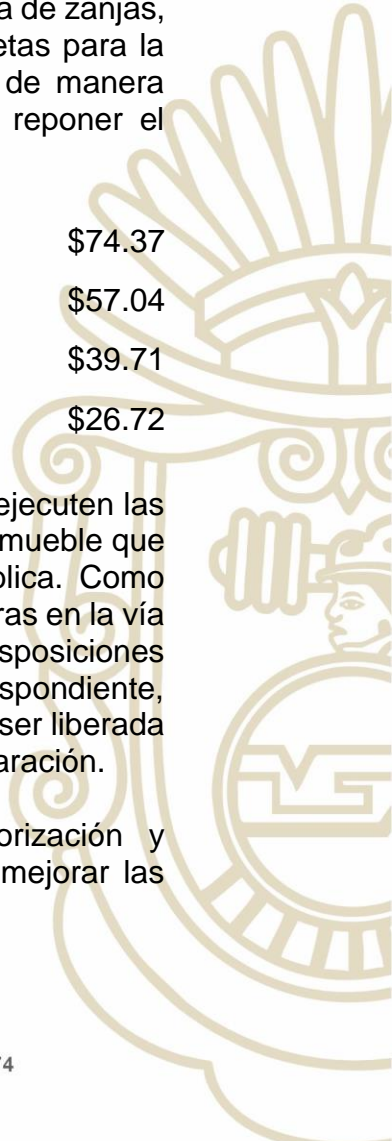 a de zanjas,
etas para la
de manera
reponer el
$74.37
$57.04
$39.71
$26.72
ejecuten las
mueble que
lica. Como
ras en la vía
sposiciones
spondiente,
ser liberada
aración.
orización y
mejorar las
74